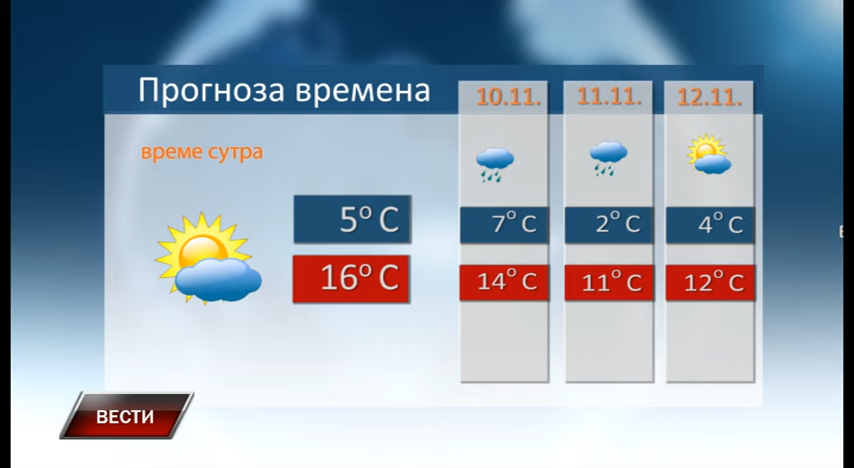 Прогноза времена
време сутра
5° C
16° C
10.11. 11.11. 12.11.
7° C 2° C 4° C
14° C 11° C 12° C
ВЕСТИ